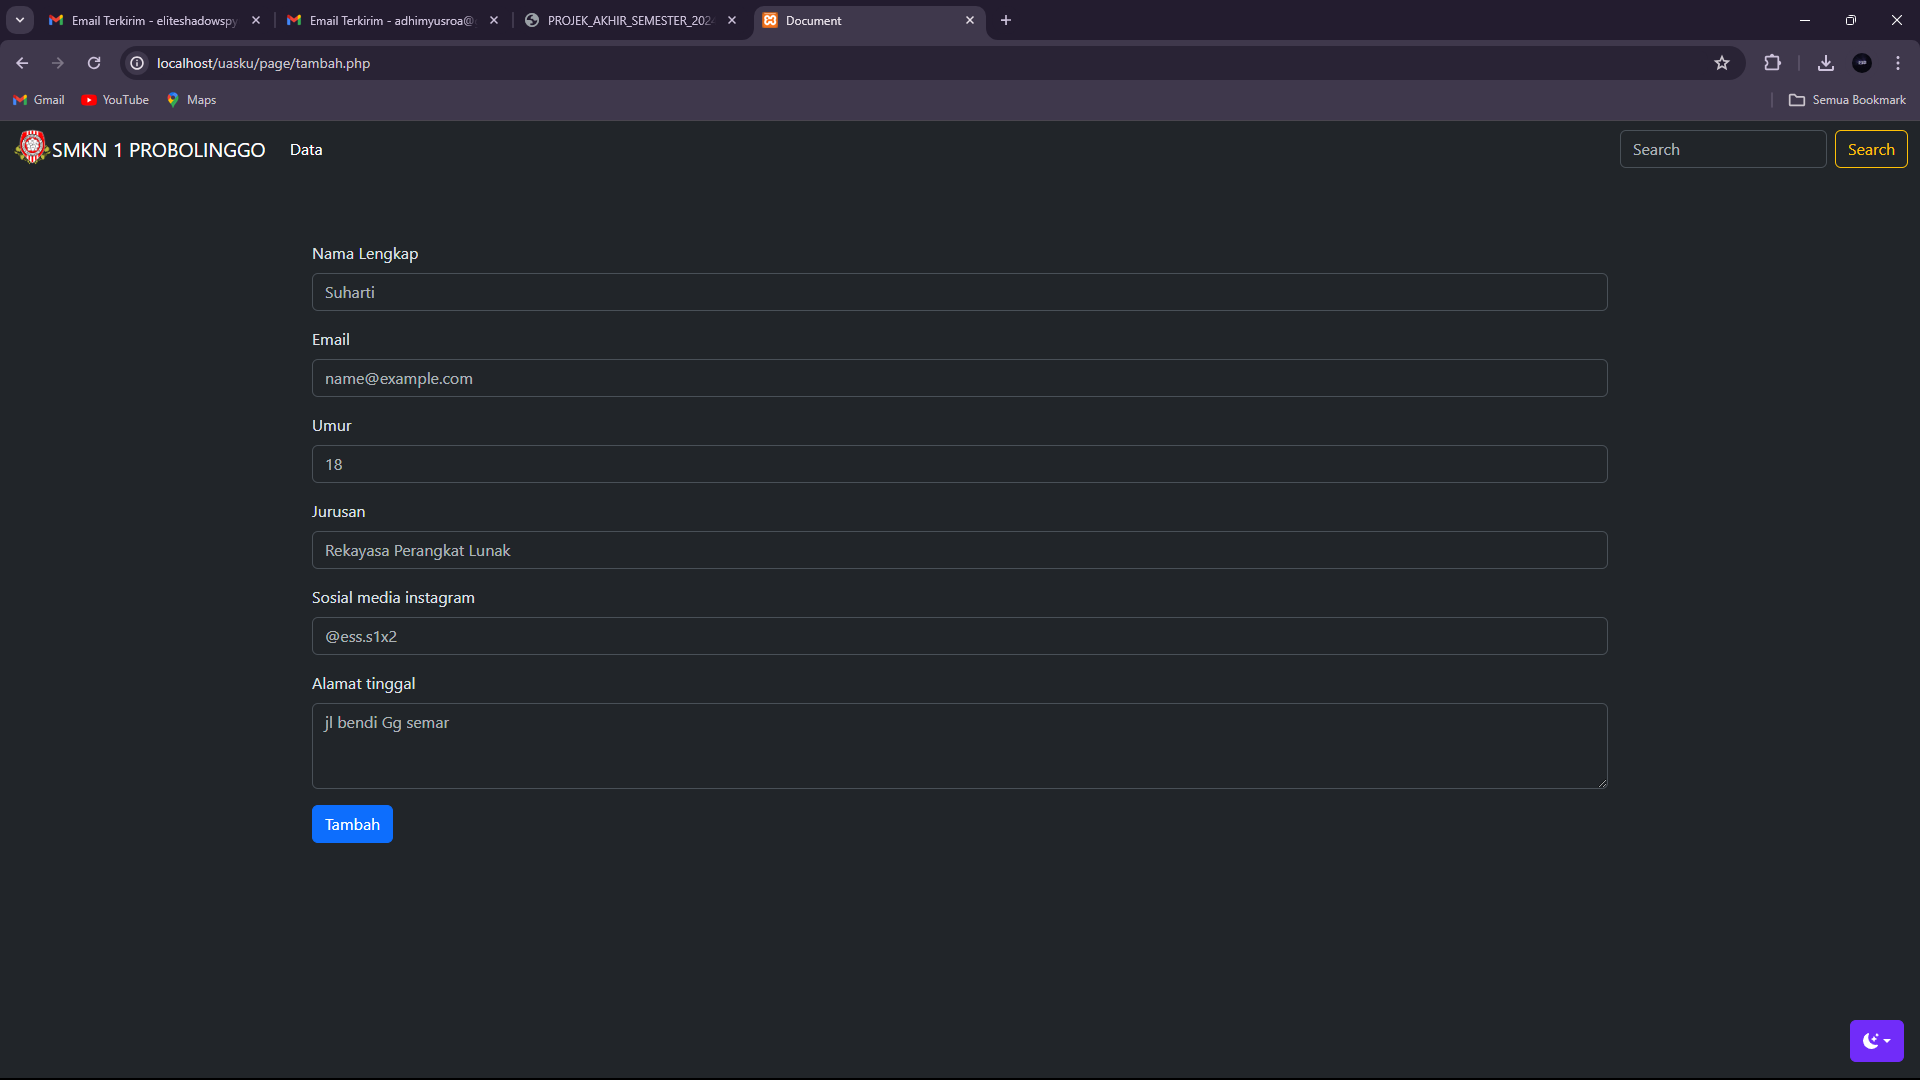 Email Terkirim - eliteshadowspy
Email Terkirim - adhimyusroa@
PROJEK_AKHIR_SEMESTER_202
Document
localhost/uasku/page/tambah.php
Gmail
YouTube
Maps
Semua Bookmark
SMKN 1 PROBOLINGGO
Data
Search
Search
Nama Lengkap
Suharti
Email
name@example.com
Umur
18
Jurusan
Rekayasa Perangkat Lunak
Sosial media instagram
@ess.s1x2
Alamat tinggal
jl bendi Gg semar
Tambah